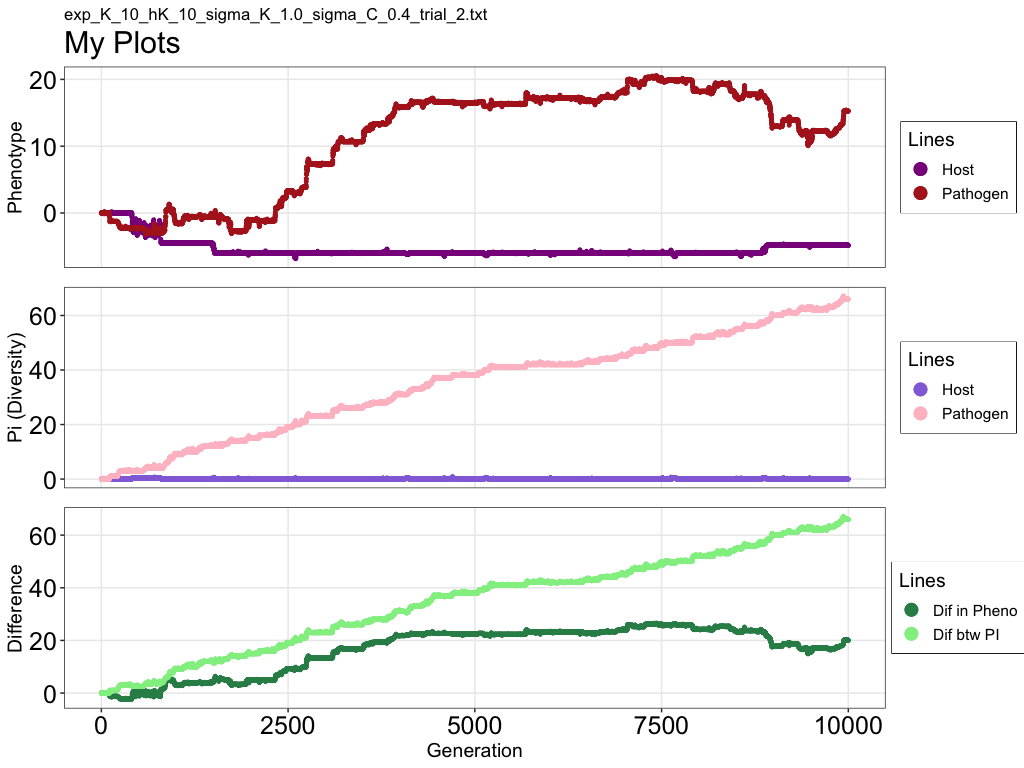 exp_K_10_hK_10_sigma_K_1.0_sigma_C_0.4_trial_2.txt
My Plots
Phenotype
20
10
0
Lines
Host
Pathogen
Pi (Diversity)
60
40
20
0
Lines
Host
Pathogen
Difference
60
40
20
0
Lines
Dif in Pheno
Dif btw PI
0 2500 5000 7500 10000
Generation